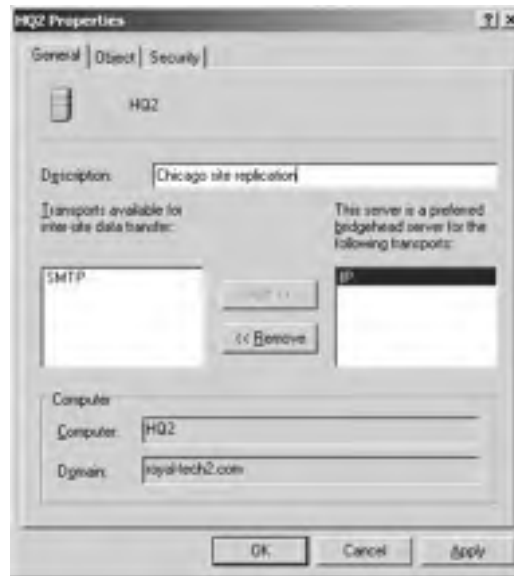 HQ2 Properties
General
Object
Security
HQ2
Description:
Chicago site replication
Transports available for
inter-site data transfer:
This server is a preferred
bridgehead server for the
following transports:
SMTP
IP
<< Remove
Computer
Computer:
HQ2
Domain:
royal-tech2.com
OK
Cancel
Apply